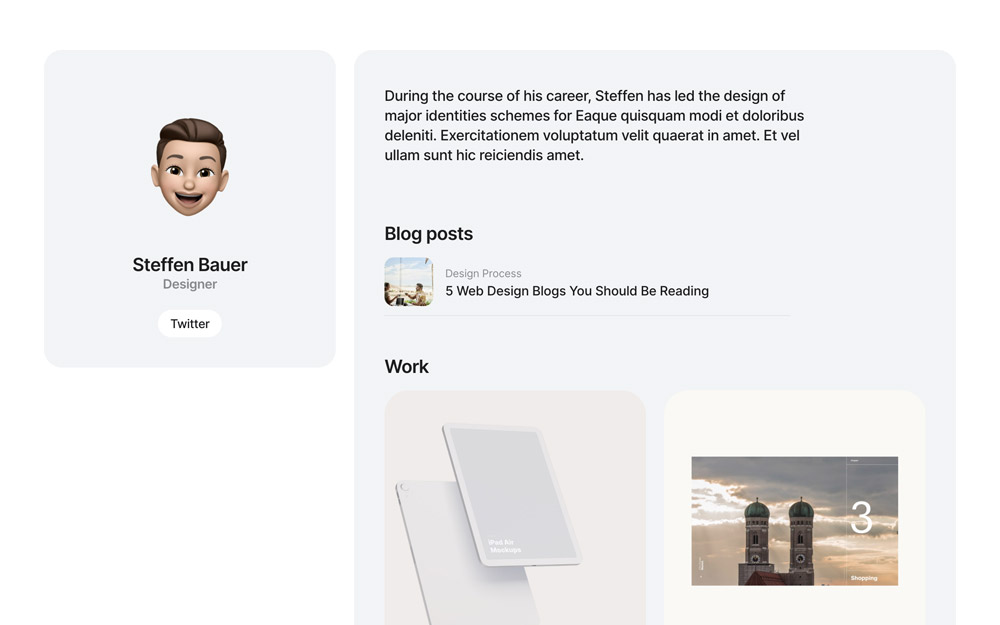 Steffen Bauer
Designer
Twitter
During the course of his career, Steffen has led the design of
major identities schemes for Eaque quisquam modi et doloribus
deleniti. Exercitationem voluptatum velit quaerat in amet. Et vel
ullam sunt hic reiciendis amet.
Blog posts
Design Process
5 Web Design Blogs You Should Be Reading
Work
iPad Air
Mockups
3
Shopping